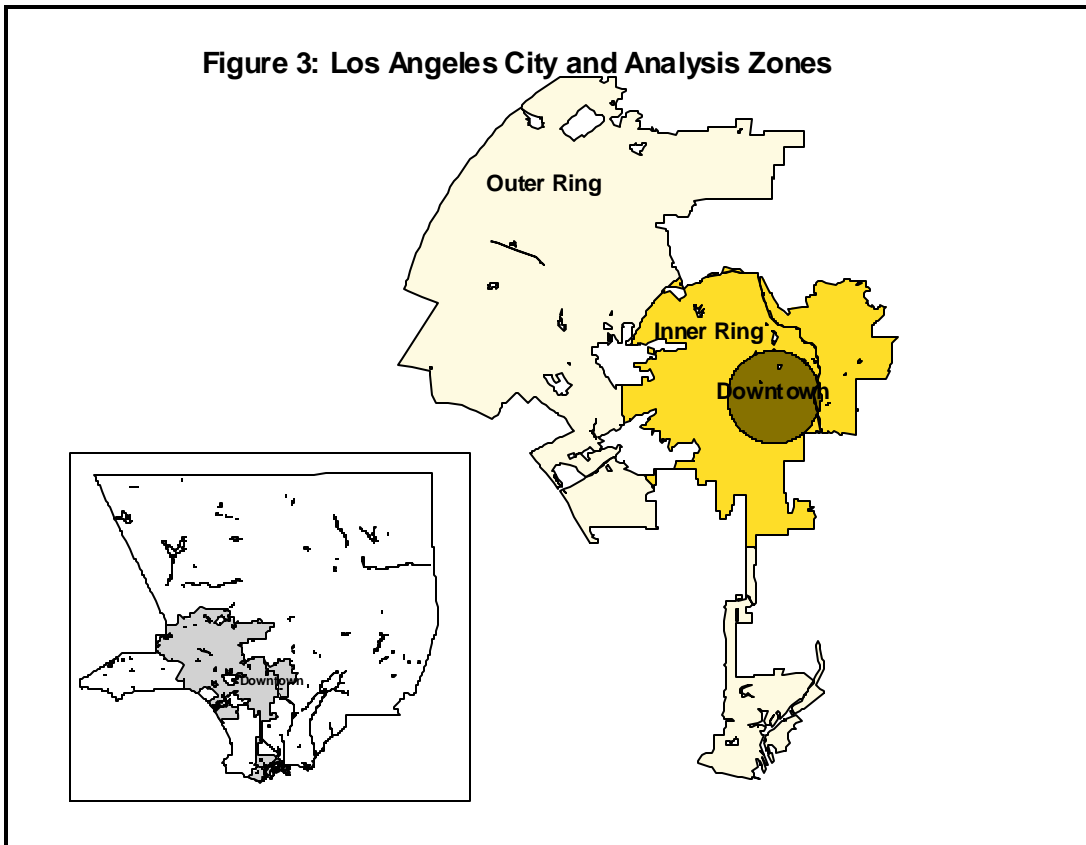 Figure 3: Los Angeles City and Analysis Zones
Outer Ring
Inner Ring
Downtown
Downtown